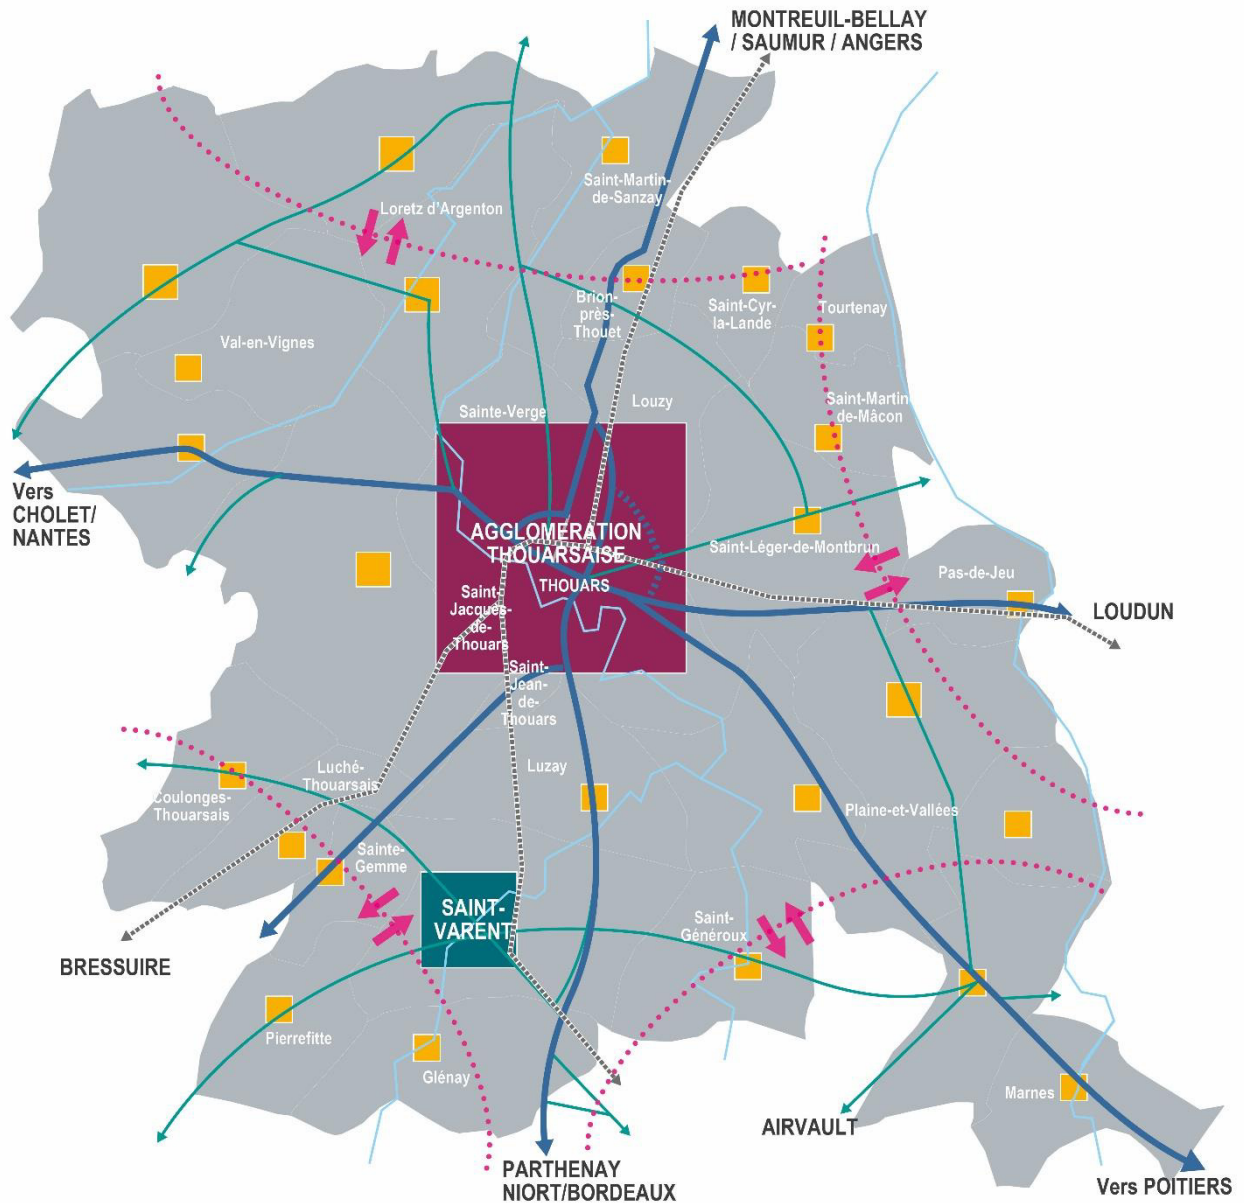 MONTREUIL-BELLAY
/ SAUMUR / ANGERS
Saint-Martin-
de-Sanzay
Loretz d'Argenton
Brion-
près-
Thouet
Saint-Cyr-
la-Lande
Tourtenay
Val-en-Vignes
Saint-Martin
de-Mâcon
Sainte-Verge
Louzy
Vers
CHOLET/
NANTES
AGGLOMÉRATION
THOUARSAISE
THOUARS
Saint-Léger-de-Montbrun
Pas-de-Jeu
LOUDUN
Saint-
Jacques-
de-
Thouars
Saint-
Jean-
de-
Thouars
Luché-
Thouarsais
Luzay
Coulonges-
Thouarsais
Plaine-et-Vallées
Sainte-
Gemme
SAINT-
VARENT
Saint-
Généroux
BRESSUIRE
Pierrefitte
Glénay
Marnes
AIRVAULT
PARTHENAY
NIORT/BORDEAUX
Vers POITIERS